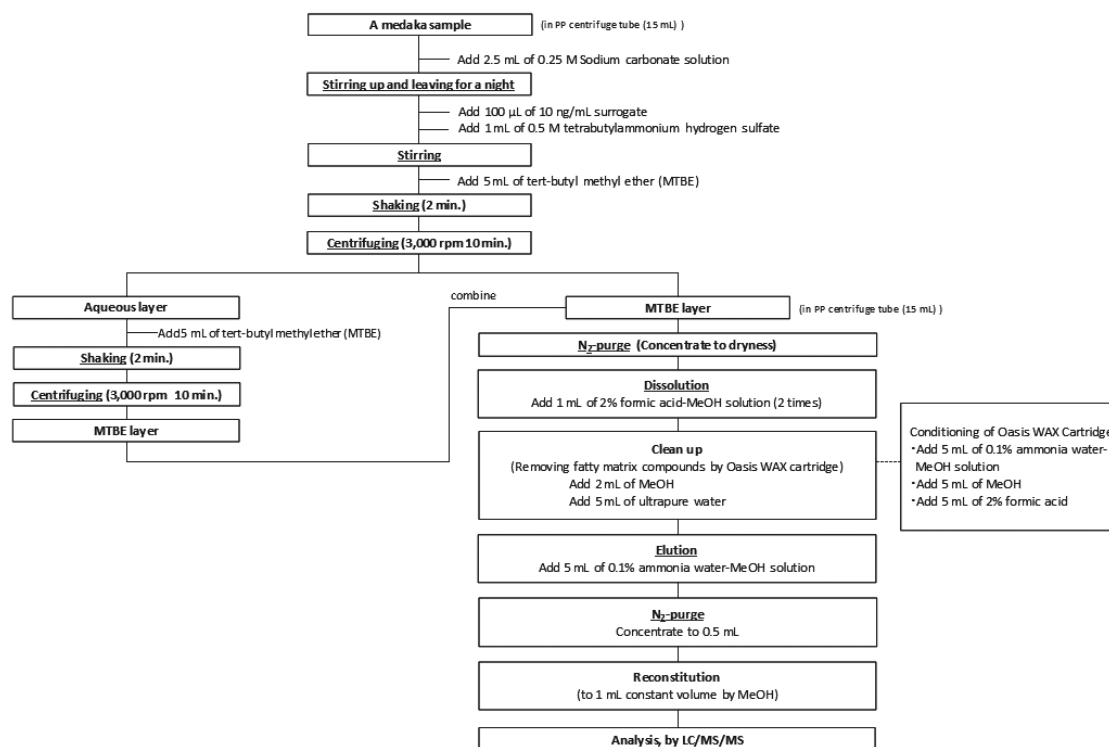 A medaka sample
(in PP centrifuge tube (15 mL) )
Add 2.5 mL of 0.25 M Sodium carbonate solution
Stirring up and leaving for a night
Add 100 µL of 10 ng/mL surrogate
Add 1 mL of 0.5 M tetrabutylammonium hydrogen sulfate
Stirring
Add 5 mL of tert-butyl methyl ether (MTBE)
Shaking (2 min.)
Centrifuging (3,000 rpm 10 min.)
Aqueous layer
Add 5 mL of tert-butyl methyl ether (MTBE)
Shaking (2 min.)
Centrifuging (3,000 rpm 10 min.)
MTBE layer
combine
MTBE layer
(in PP centrifuge tube (15 mL) )
N2-purge (Concentrate to dryness)
Dissolution
Add 1 mL of 2% formic acid-MeOH solution (2 times)
Clean up
(Removing fatty matrix compounds by Oasis WAX cartridge)
Add 2 mL of MeOH
Add 5 mL of ultrapure water
Conditioning of Oasis WAX Cartridge
・Add 5 mL of 0.1% ammonia water-
MeOH solution
・Add 5 mL of MeOH
・Add 5 mL of 2% formic acid
Elution
Add 5 mL of 0.1% ammonia water-MeOH solution
N2-purge
Concentrate to 0.5 mL
Reconstitution
(to 1 mL constant volume by MeOH)
Analysis, by LC/MS/MS